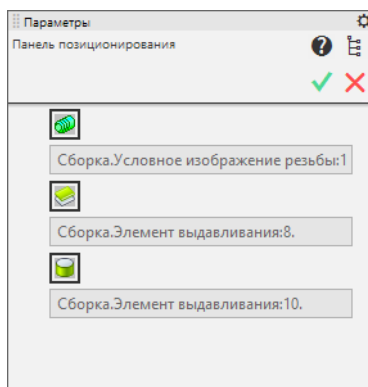 Параметры
Панель позиционирования
Сборка.Условное изображение резьбы:1
Сборка.Элемент выдавливания:8.
Сборка.Элемент выдавливания:10.